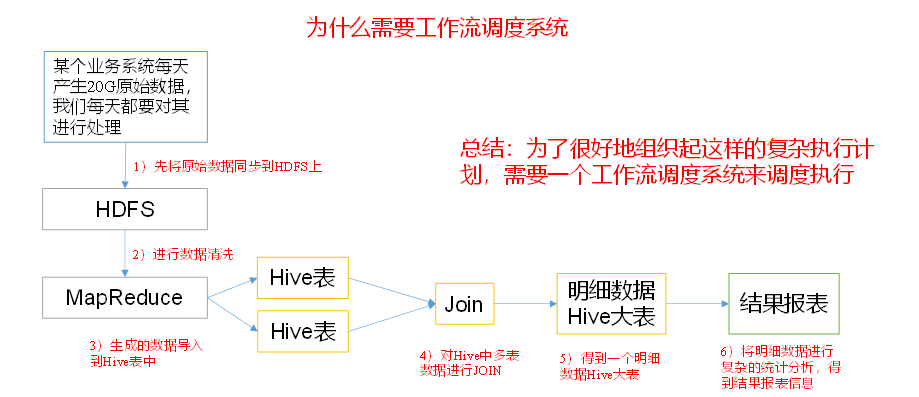 为什么需要工作流调度系统
某个业务系统每天
产生20G原始数据，
我们每天都要对其
进行处理
1）先将原始数据同步到HDFS上
总结：为了很好地组织起这样的复杂执行计
划，需要一个工作流调度系统来调度执行
HDFS
2）进行数据清洗
MapReduce
Hive表
Hive表
Join
明细数据
Hive大表
结果报表
3）生成的数据导入
到Hive表中
4）对Hive中多表
数据进行JOIN
5）得到一个明细
数据Hive大表
6）将明细数据进行
复杂的统计分析，得
到结果报表信息